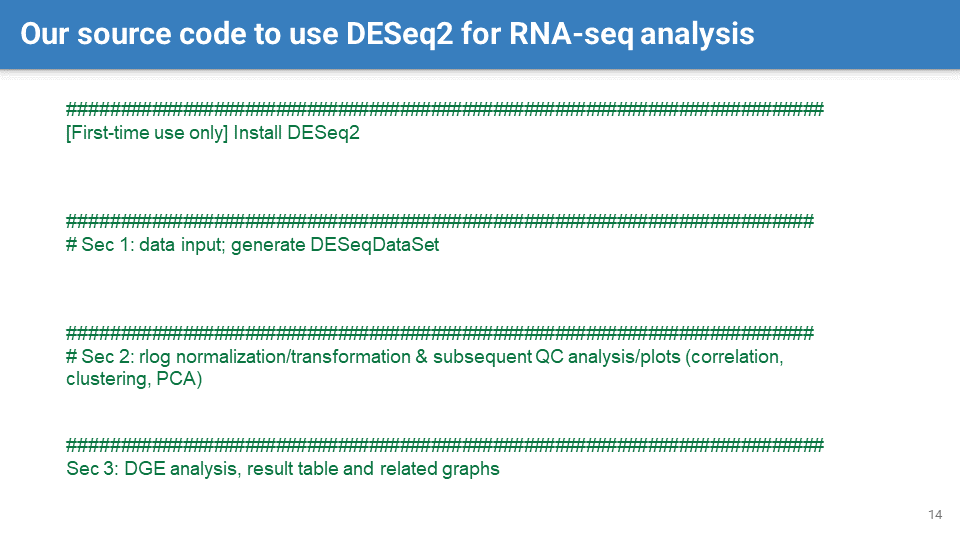 Our source code to use DESeq2 for RNA-seq analysis
########################################################################
[First-time use only] Install DESeq2
#######################################################################
# Sec 1: data input; generate DESeqDataSet
#######################################################################
# Sec 2: rlog normalization/transformation & subsequent QC analysis/plots (correlation,
clustering, PCA)
########################################################################
Sec 3: DGE analysis, result table and related graphs
14